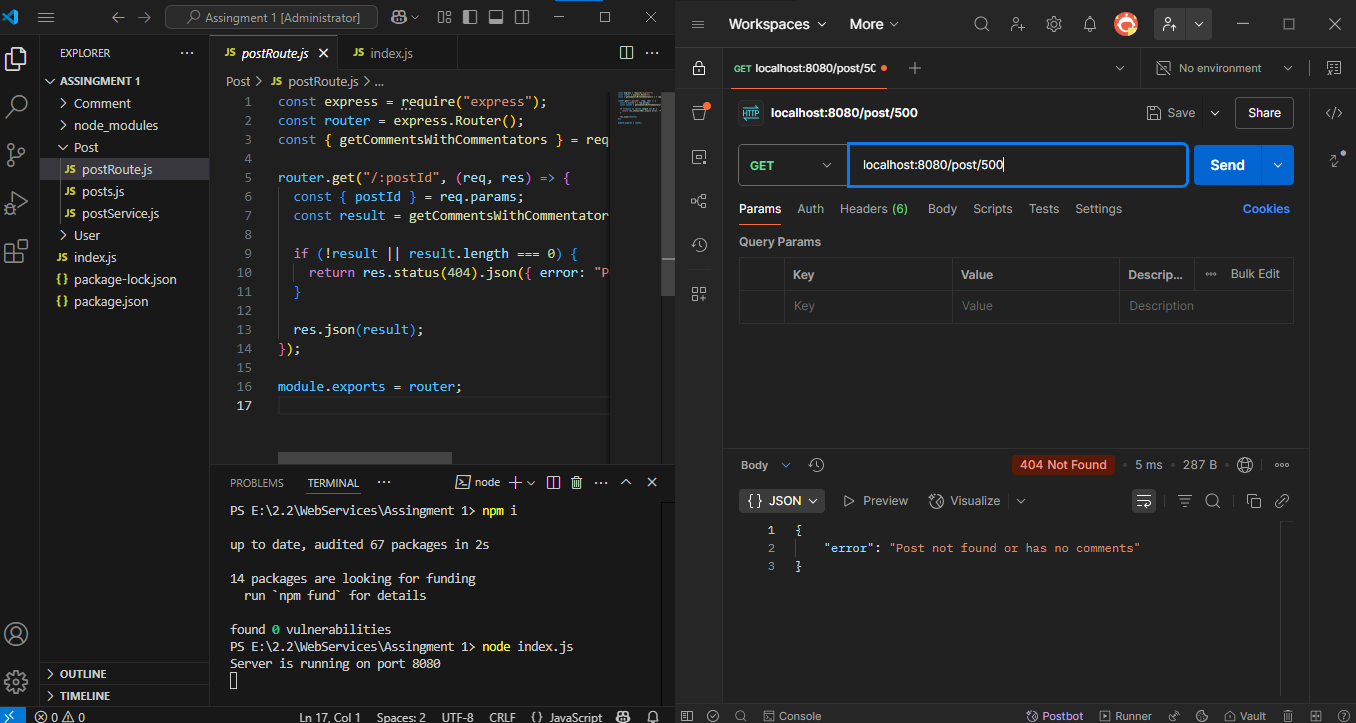 Assingment 1 [Administrator]
EXPLORER
ASSINGMENT 1
Comment
node_modules
Post
JS postRoute.js
JS posts.js
JS postService.js
User
JS index.js
{} package-lock.json
{} package.json
OUTLINE
TIMELINE
JS postRoute.js
JS index.js
Post > JS postRoute.js > ...
1 const express = require("express");
2 const router = express.Router();
3 const { getCommentsWithCommentators } = req
4
5 router.get("/:postId", (req, res) => {
6 const { postId } = req.params;
7 const result = getCommentsWithCommentator
8
9 if (!result || result.length === 0) {
10 return res.status(404).json({ error: "P
11 }
12
13 res.json(result);
14 });
15
16 module.exports = router;
17
PROBLEMS TERMINAL ... node
PS E:\2.2\WebServices\Assingment 1> npm i
up to date, audited 67 packages in 2s
14 packages are looking for funding
run `npm fund` for details
found 0 vulnerabilities
PS E:\2.2\WebServices\Assingment 1> node index.js
Server is running on port 8080
0 0 Ln 17, Col 1 Spaces: 2 UTF-8 CRLF {} JavaScript
Workspaces More
GET localhost:8080/post/50
No environment
HTTP localhost:8080/post/500 Save Share
GET localhost:8080/post/500 Send
Params Auth Headers (6) Body Scripts Tests Settings Cookies
Query Params
Key Value Descrip... Bulk Edit
Key Value Description
Body 404 Not Found • 5 ms • 287 B
{} JSON Preview Visualize
1 {
2 "error": "Post not found or has no comments"
3 }
Console Postbot Runner Vault